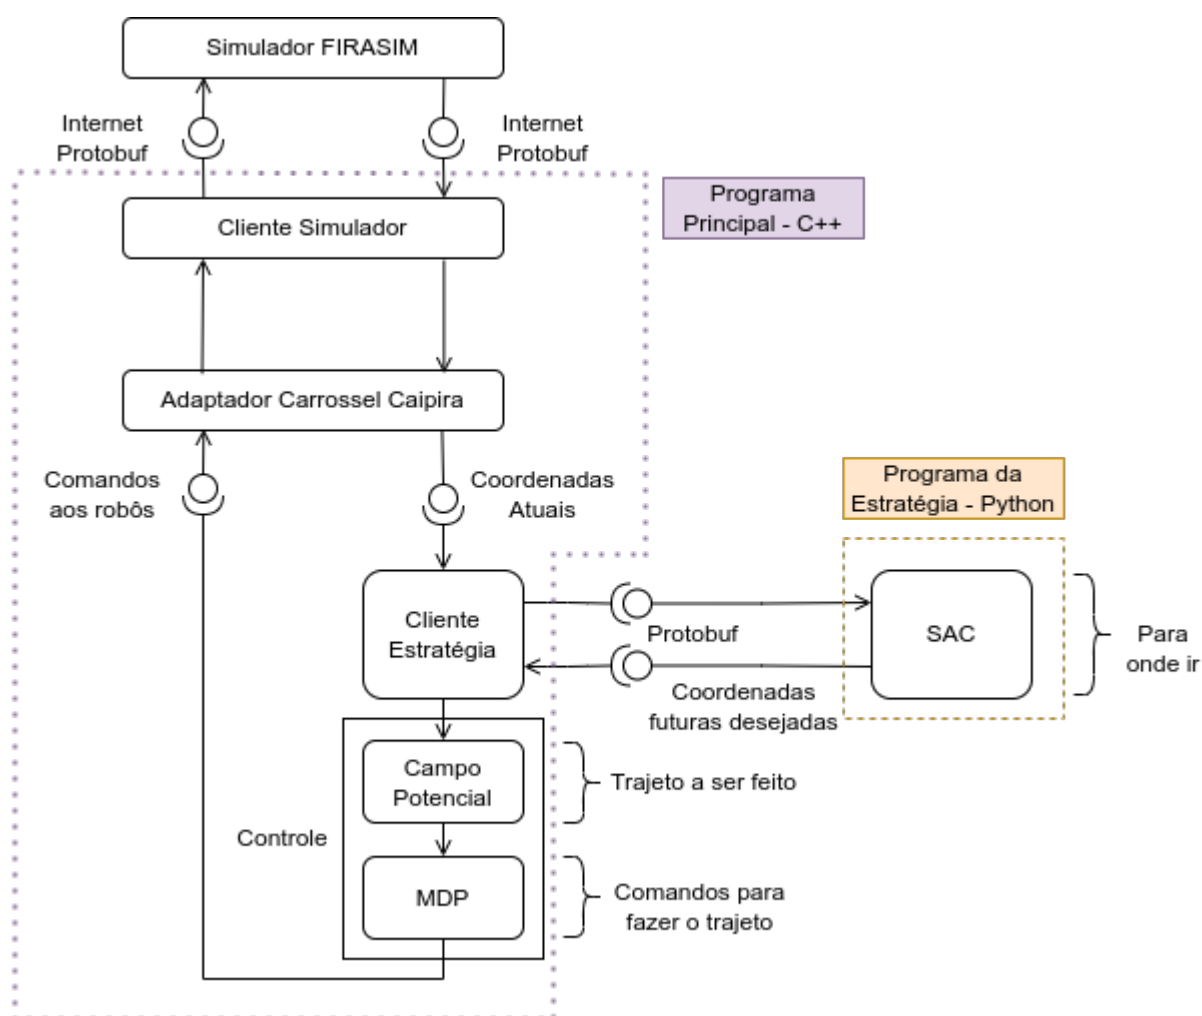 Simulador FIRASIM
Internet
Protobuf
Internet
Protobuf
Programa
Principal - C++
Cliente Simulador
Adaptador Carrossel Caipira
Comandos
aos robôs
Coordenadas
Atuais
Programa da
Estratégia - Python
Cliente
Estratégia
Protobuf
SAC
Para
onde ir
Coordenadas
futuras desejadas
Campo
Potencial
Trajeto a ser feito
Controle
MDP
Comandos para
fazer o trajeto